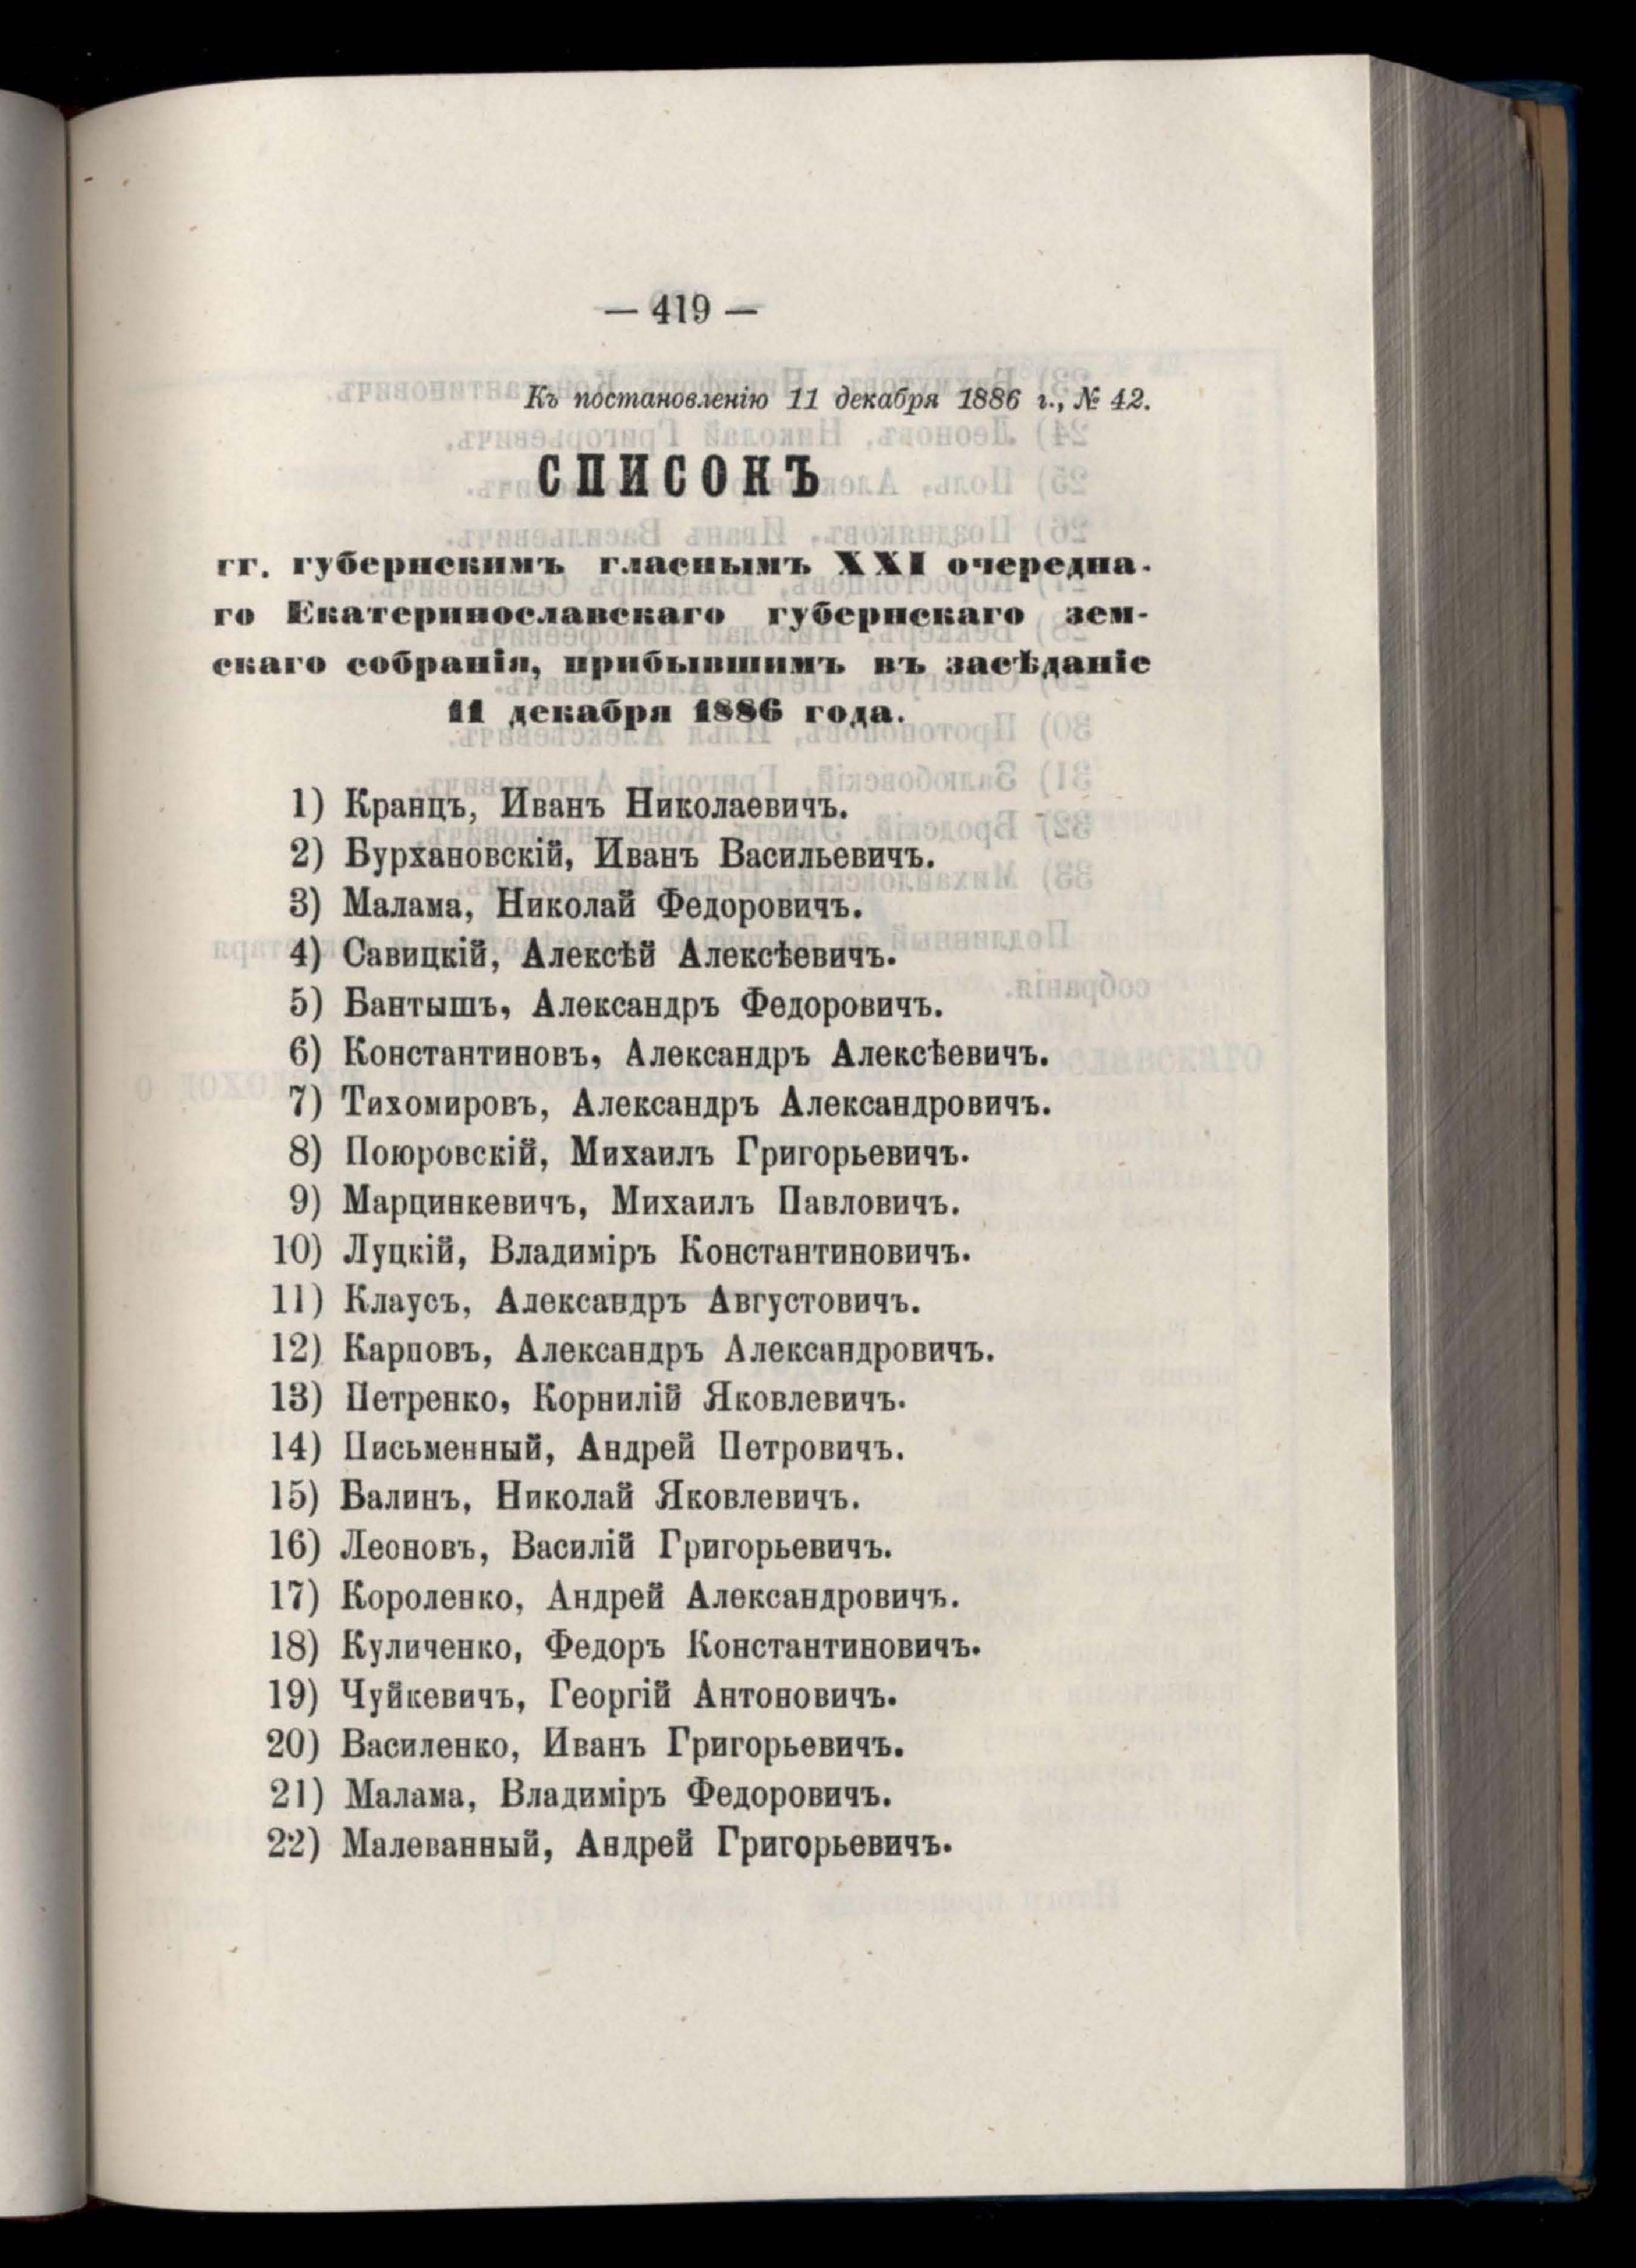 — 419 —
Къ постановленію 11 декабря 1886 г., № 42.
СПИСОКЪ
гг. губернскимъ гласнымъ XXI очередна-
го Екатеринославскаго губернскаго зем-
скаго собранія, прибывшимъ въ засѣданіе
11 декабря 1886 года.
1) Кранцъ, Иванъ Николаевичъ.
2) Бурхановскій, Иванъ Васильевичъ.
3) Малама, Николай Федоровичъ.
4) Савицкій, Алексѣй Алексѣевичъ.
5) Бантышъ, Александръ Федоровичъ.
6) Константиновъ, Александръ Алексѣевичъ.
7) Тихомировъ, Александръ Александровичъ.
8) Поюровскій, Михаилъ Григорьевичъ.
9) Марцинкевичъ, Михаилъ Павловичъ.
10) Луцкій, Владиміръ Константиновичъ.
11) Клаусъ, Александръ Августовичъ.
12) Карповъ, Александръ Александровичъ.
13) Петренко, Корнилій Яковлевичъ.
14) Письменный, Андрей Петровичъ.
15) Балинъ, Николай Яковлевичъ.
16) Леоновъ, Василій Григорьевичъ.
17) Короленко, Андрей Александровичъ.
18) Куличенко, Федоръ Константиновичъ.
19) Чуйкевичъ, Георгій Антоновичъ.
20) Василенко, Иванъ Григорьевичъ.
21) Малама, Владиміръ Федоровичъ.
22) Малеванный, Андрей Григорьевичъ.